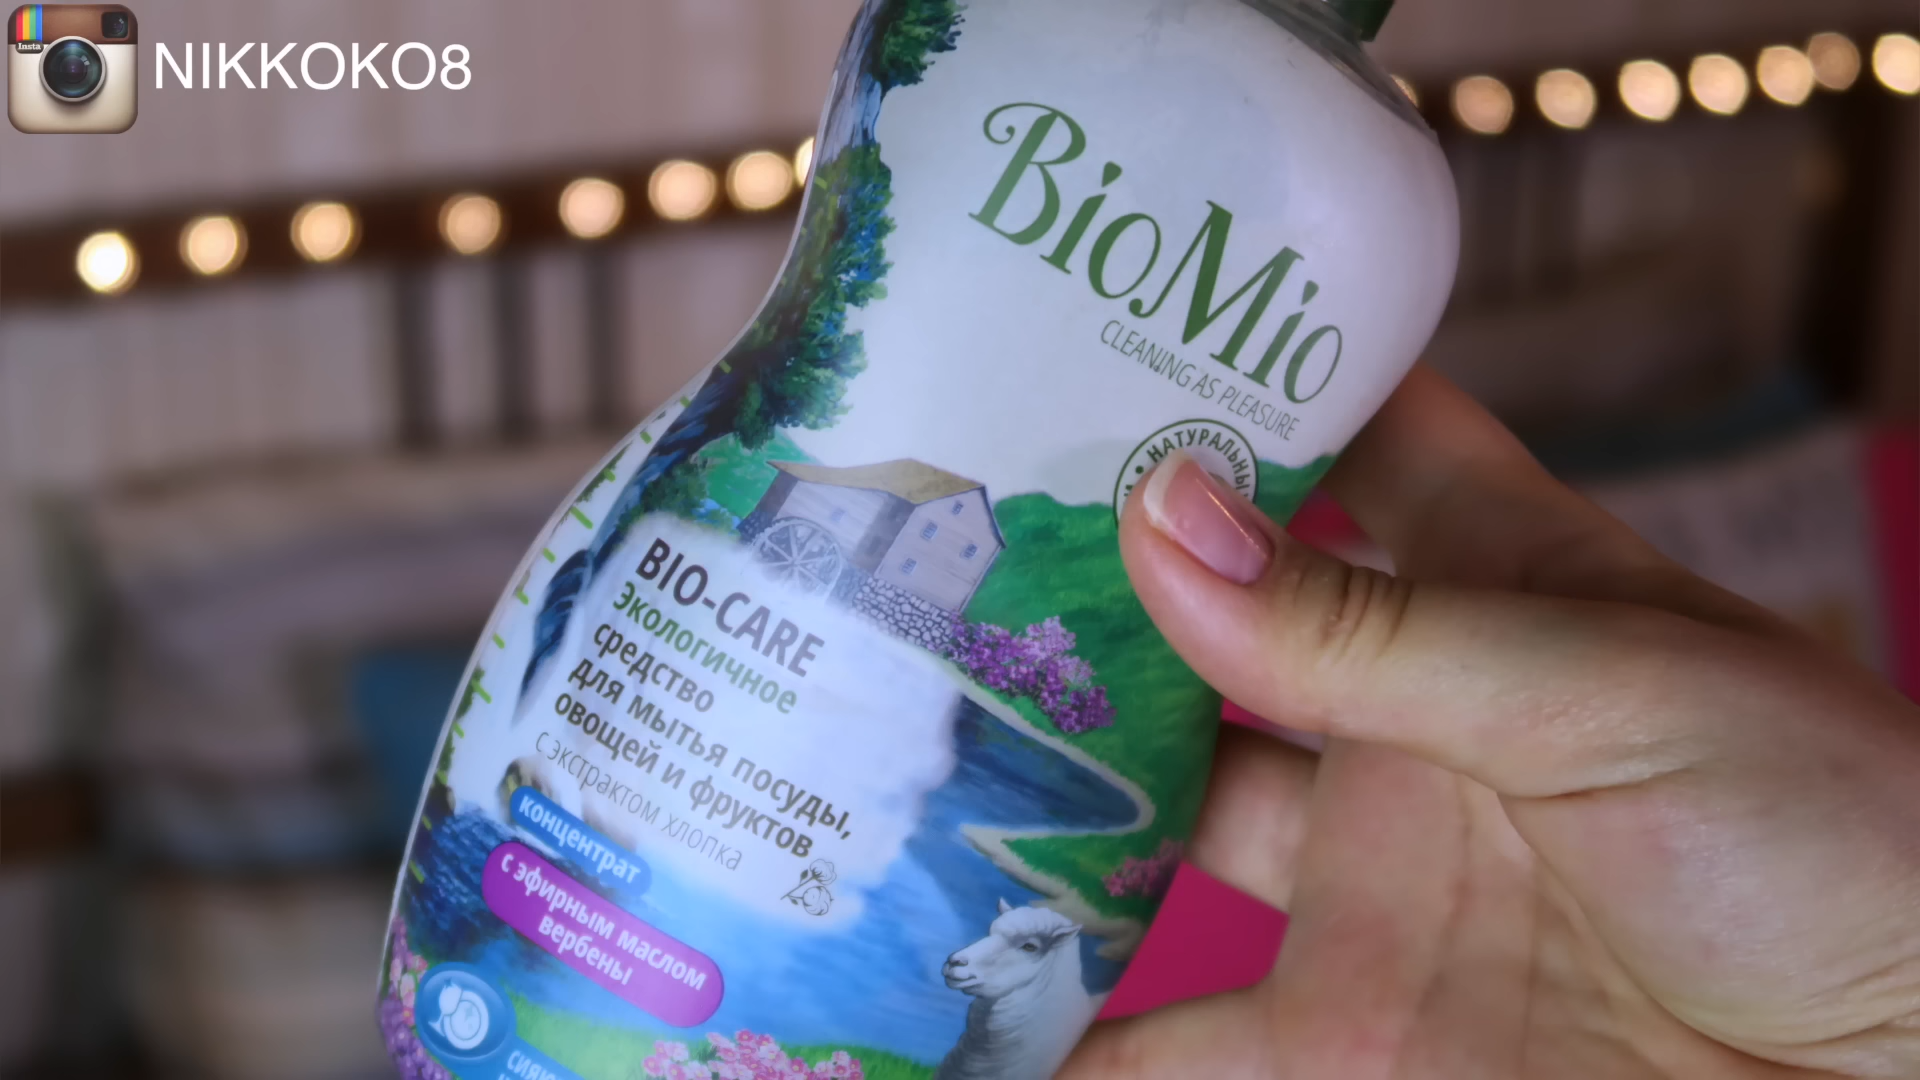 Insta
NIKKOKO8
BioMio
CLEANING AS PLEASURE
НАТУРАЛЬНЫ
BIO-CARE
Экологичное
средство
для мытья посуды,
овощей и фруктов
с экстрактом хлопка
концентрат
с эфирным маслом
вербены